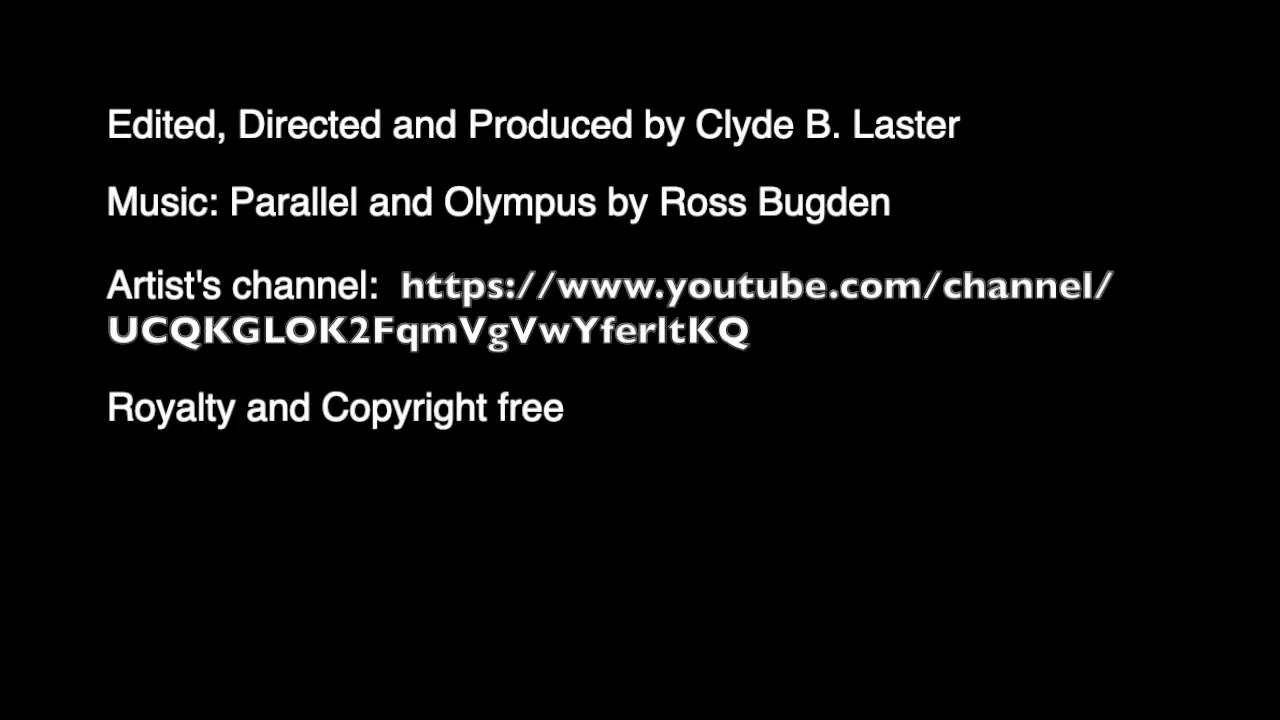 Edited, Directed and Produced by Clyde B. Laster
Music: Parallel and Olympus by Ross Bugden
Artist's channel: https://www.youtube.com/channel/
UCQKGLOK2FqmVgVwYferltKQ
Royalty and Copyright free